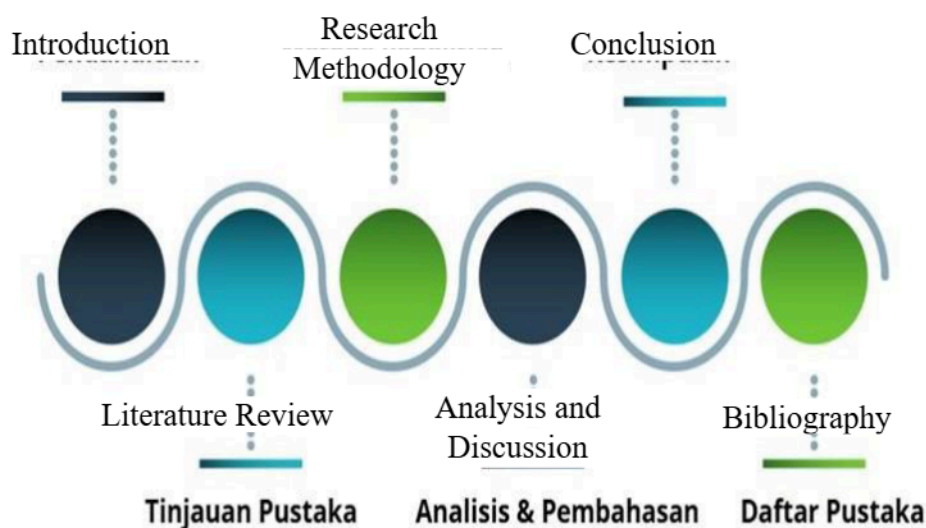 Introduction
Research
Methodology
Conclusion
Literature Review
Analysis and
Discussion
Bibliography
Tinjauan Pustaka
Analisis & Pembahasan
Daftar Pustaka